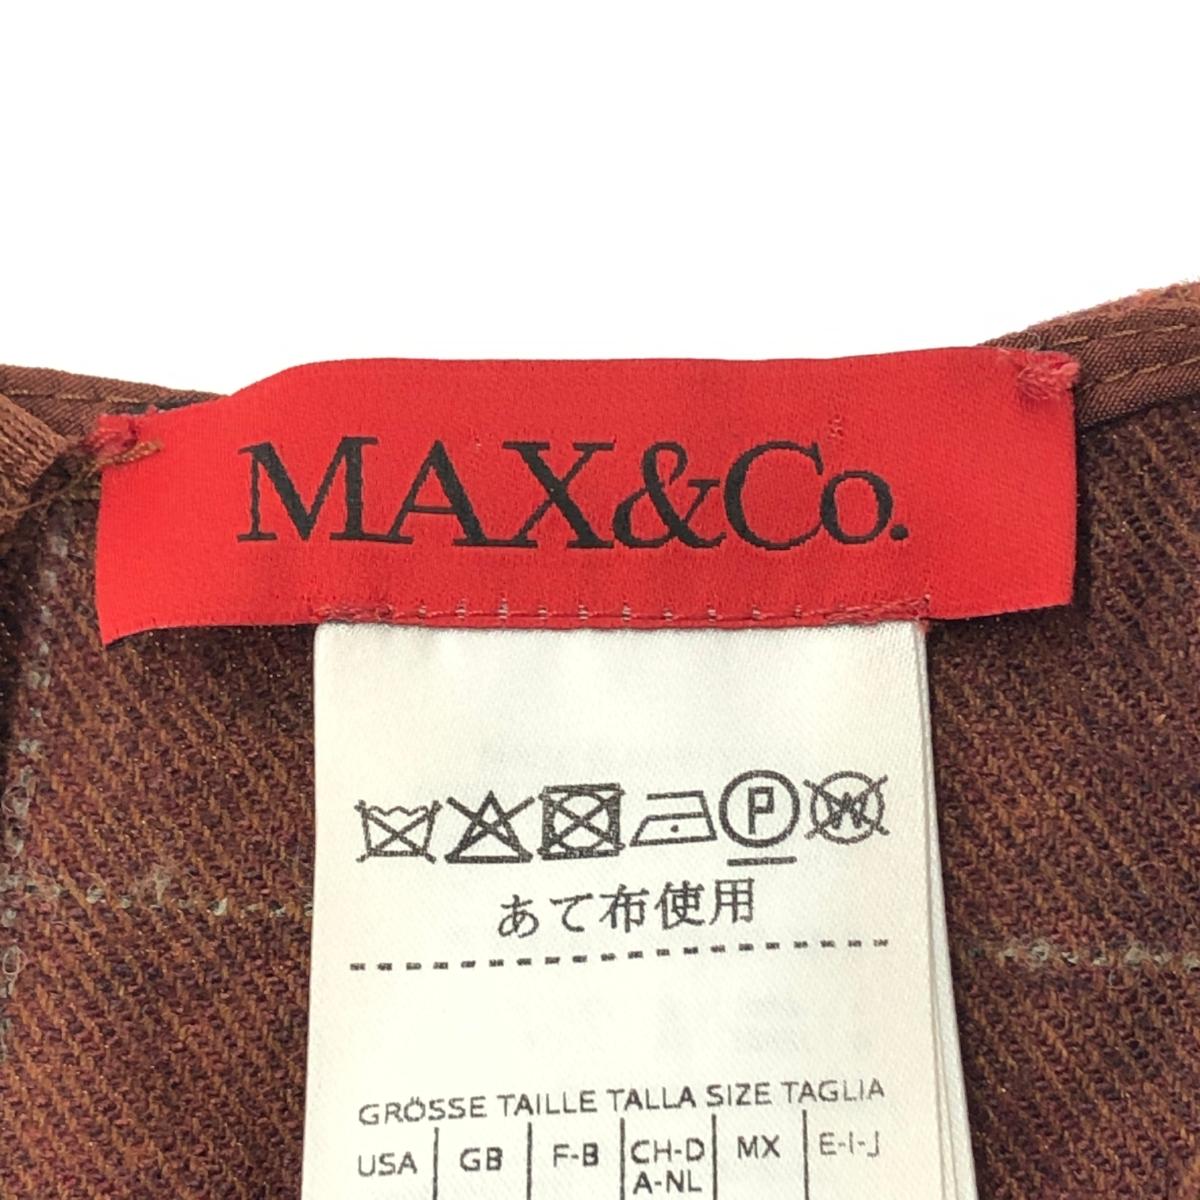 MAX&Co.
P W
あて布使用
GRÖSSE TAILLE TALLA SIZE TAGLIA
USA GB F-B CH-D MX E-I-J
A-NL